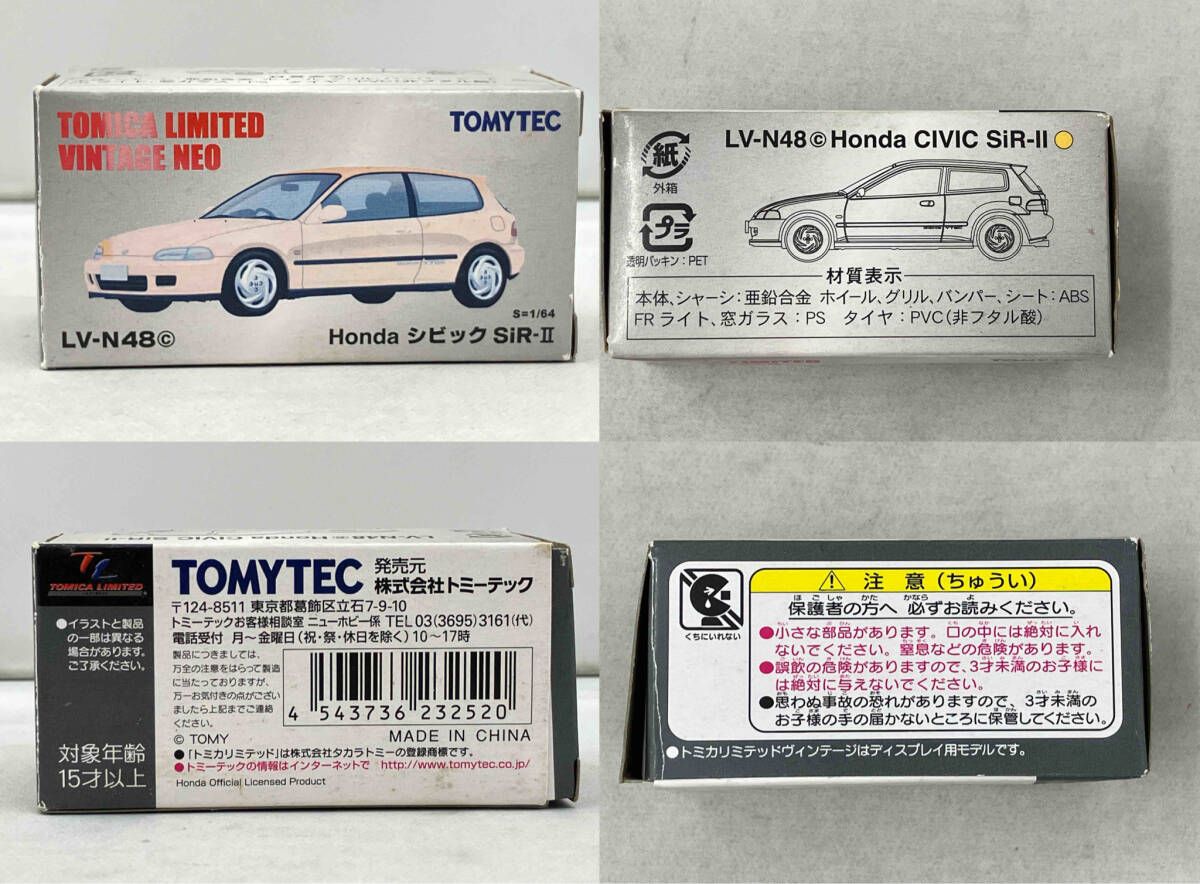 TOMICA LIMITED
VINTAGE NEO
TOMYTEC
S=1/64
LV-N48©
Honda シビック SiR-II
LV-N48© Honda CIVIC SiR-II
紙
外箱
プラ
透明パッキン:PET
材質表示
本体、シャーシ:亜鉛合金 ホイール、グリル、バンパー、シート:ABS
FRライト、窓ガラス:PS タイヤ:PVC(非フタル酸)
LV-N48© Honda CIVIC SiR-II
TL
TOMICA LIMITED
●イラストと製品
の一部は異なる
場合があります。
ご了承ください。
対象年齢
15才以上
TOMYTEC 発売元
株式会社トミーテック
〒124-8511 東京都葛飾区立石7-9-10
トミーテックお客様相談室 ニューホビー係 TEL 03(3695)3161(代)
電話受付 月～金曜日(祝・祭・休日を除く)10～17時
製品につきましては、
万全の注意をはらって製造
に当たっておりますが、
万一お気付きの点がござい
ましたら上記までご連絡
ください。
4 543736 232520
© TOMY MADE IN CHINA
●「トミカリミテッド」は株式会社タカラトミーの登録商標です。
●トミーテックの情報はインターネットで http://www.tomytec.co.jp/
Honda Official Licensed Product
くちにいれない
注意(ちゅうい)
ほごしゃ かた かなら よ
保護者の方へ 必ずお読みください。
●小さな部品があります。口の中には絶対に入れ
ないでください。窒息などの危険があります。
●誤飲の危険がありますので、3才未満のお子様に
は絶対に与えないでください。
●思わぬ事故の恐れがありますので、3才未満の
お子様の手の届かないところに保管してください。
●トミカリミテッドヴィンテージはディスプレイ用モデルです。